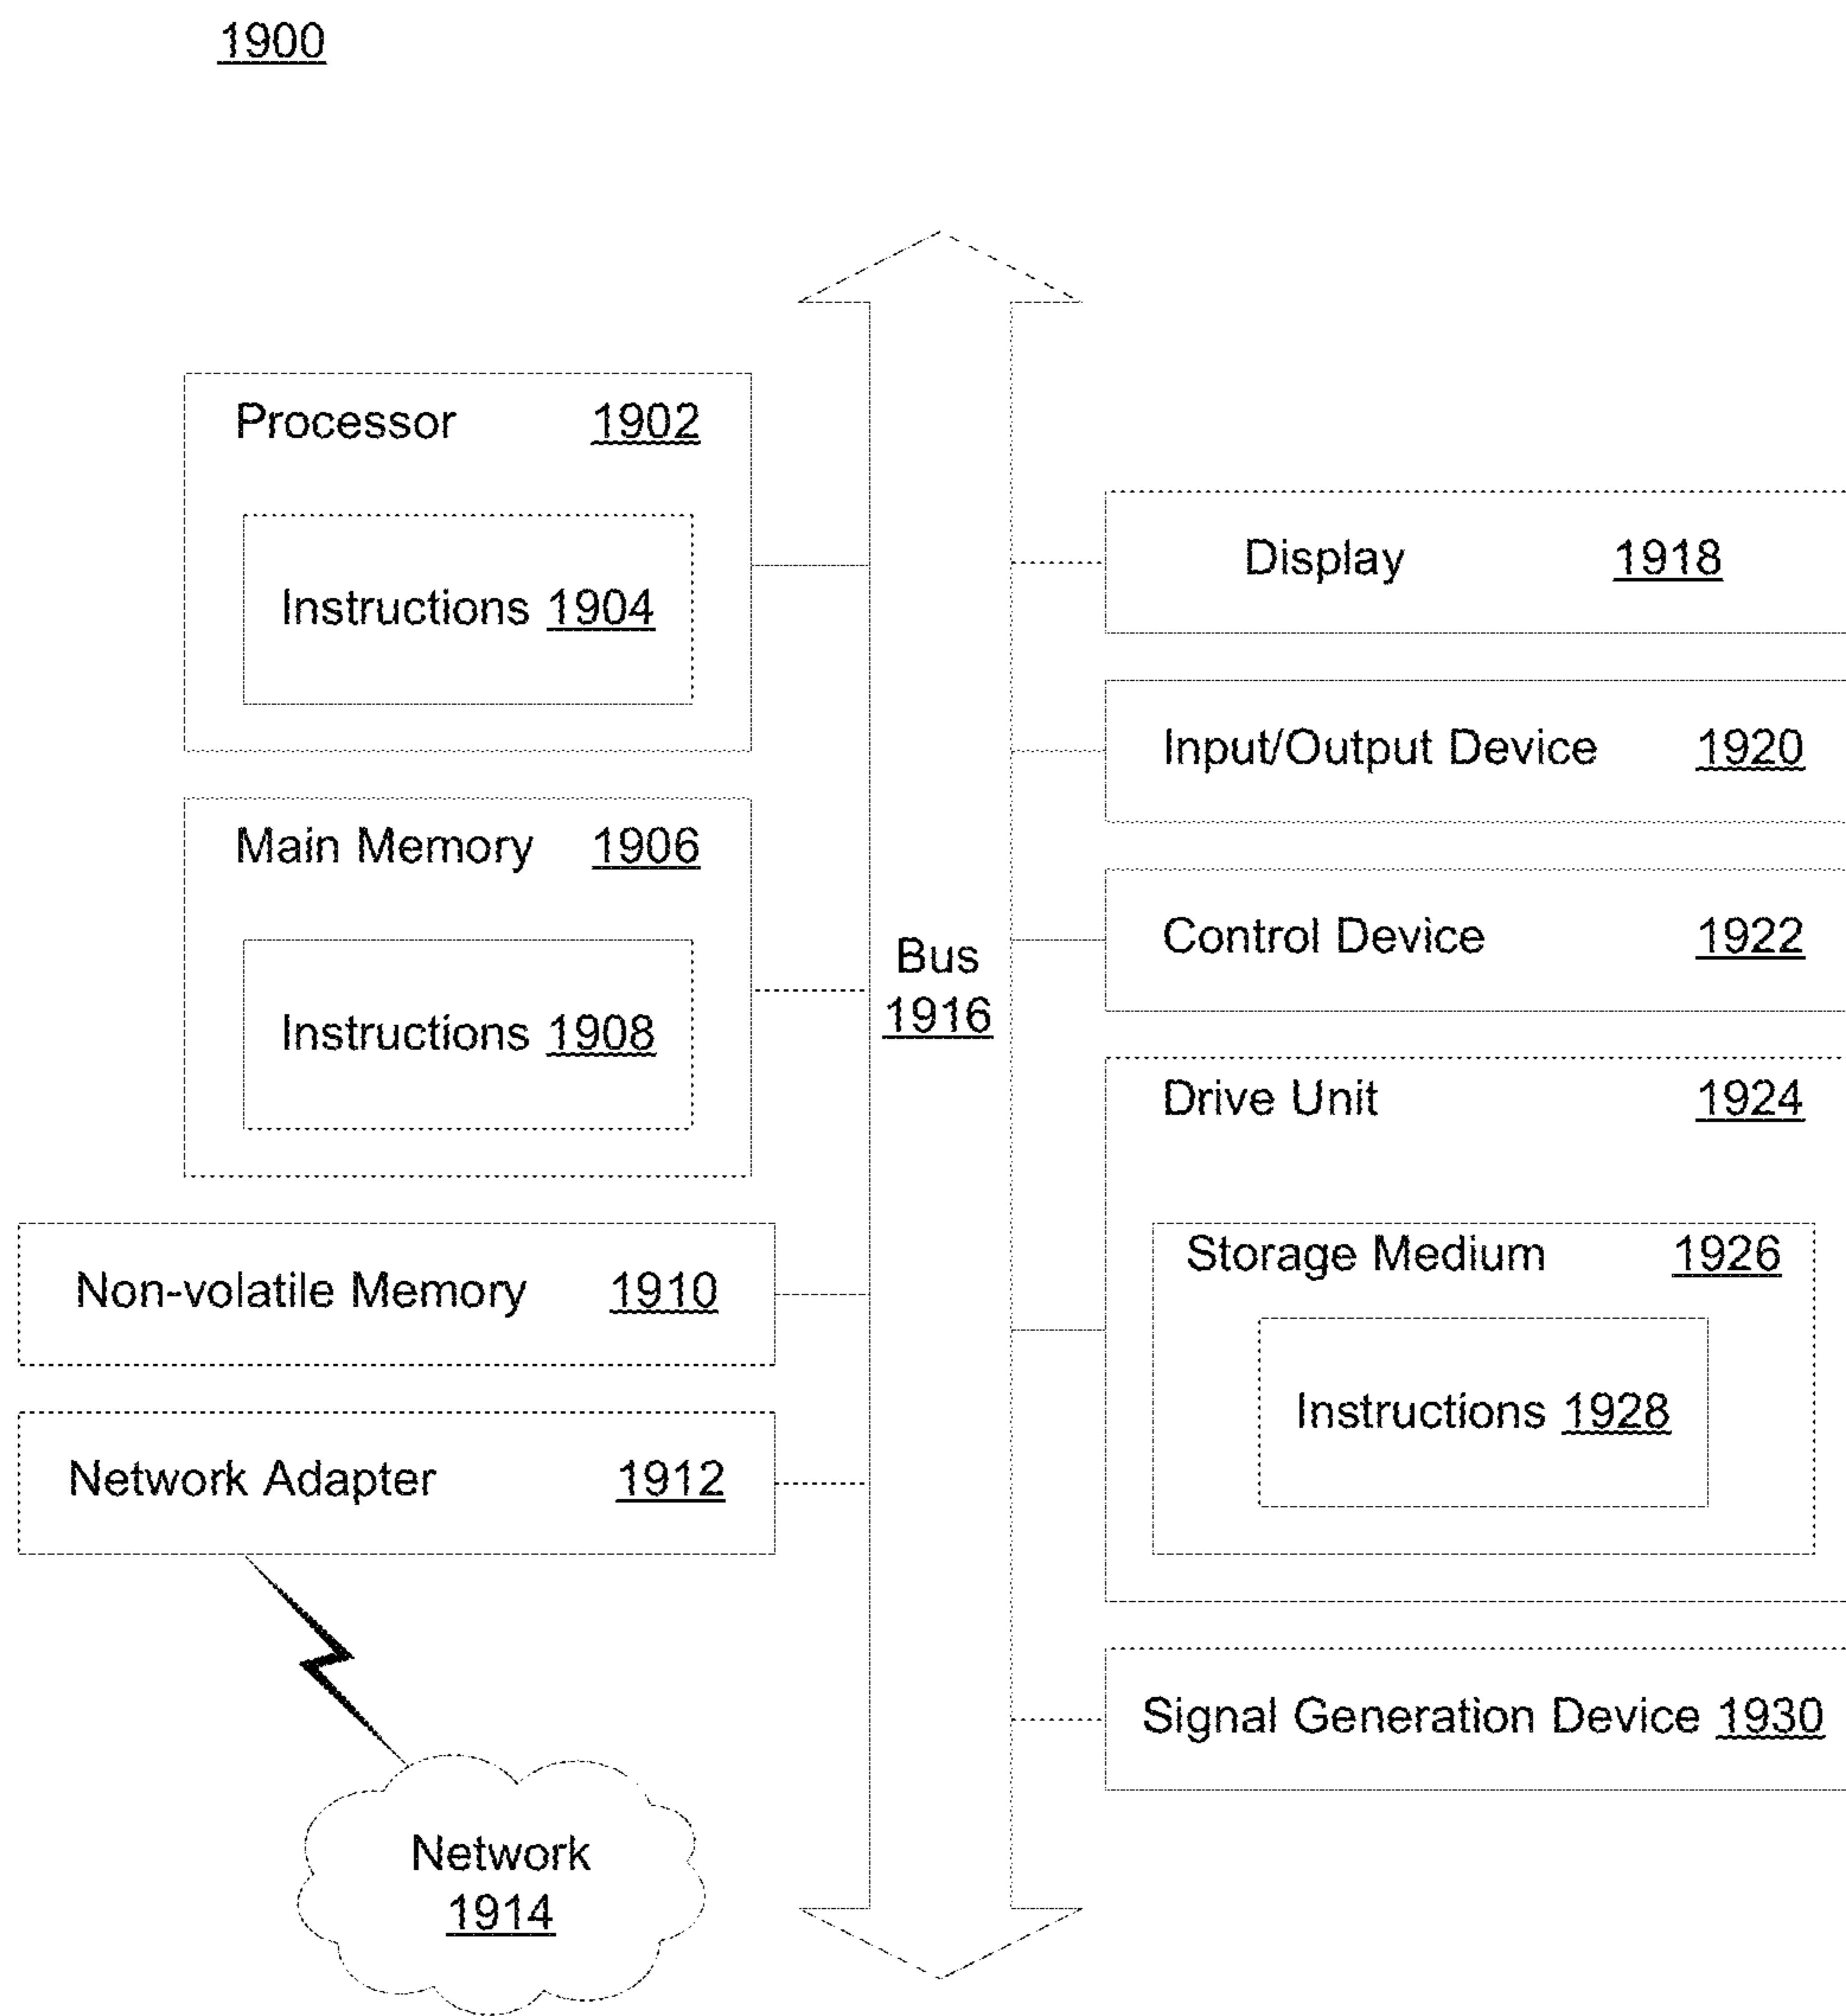 1900
Processor 1902
Instructions 1904
Main Memory 1906
Instructions 1908
Non-volatile Memory 1910
Network Adapter 1912
Network
1914
Bus
1916
Display 1918
Input/Output Device 1920
Control Device 1922
Drive Unit 1924
Storage Medium 1926
Instructions 1928
Signal Generation Device 1930